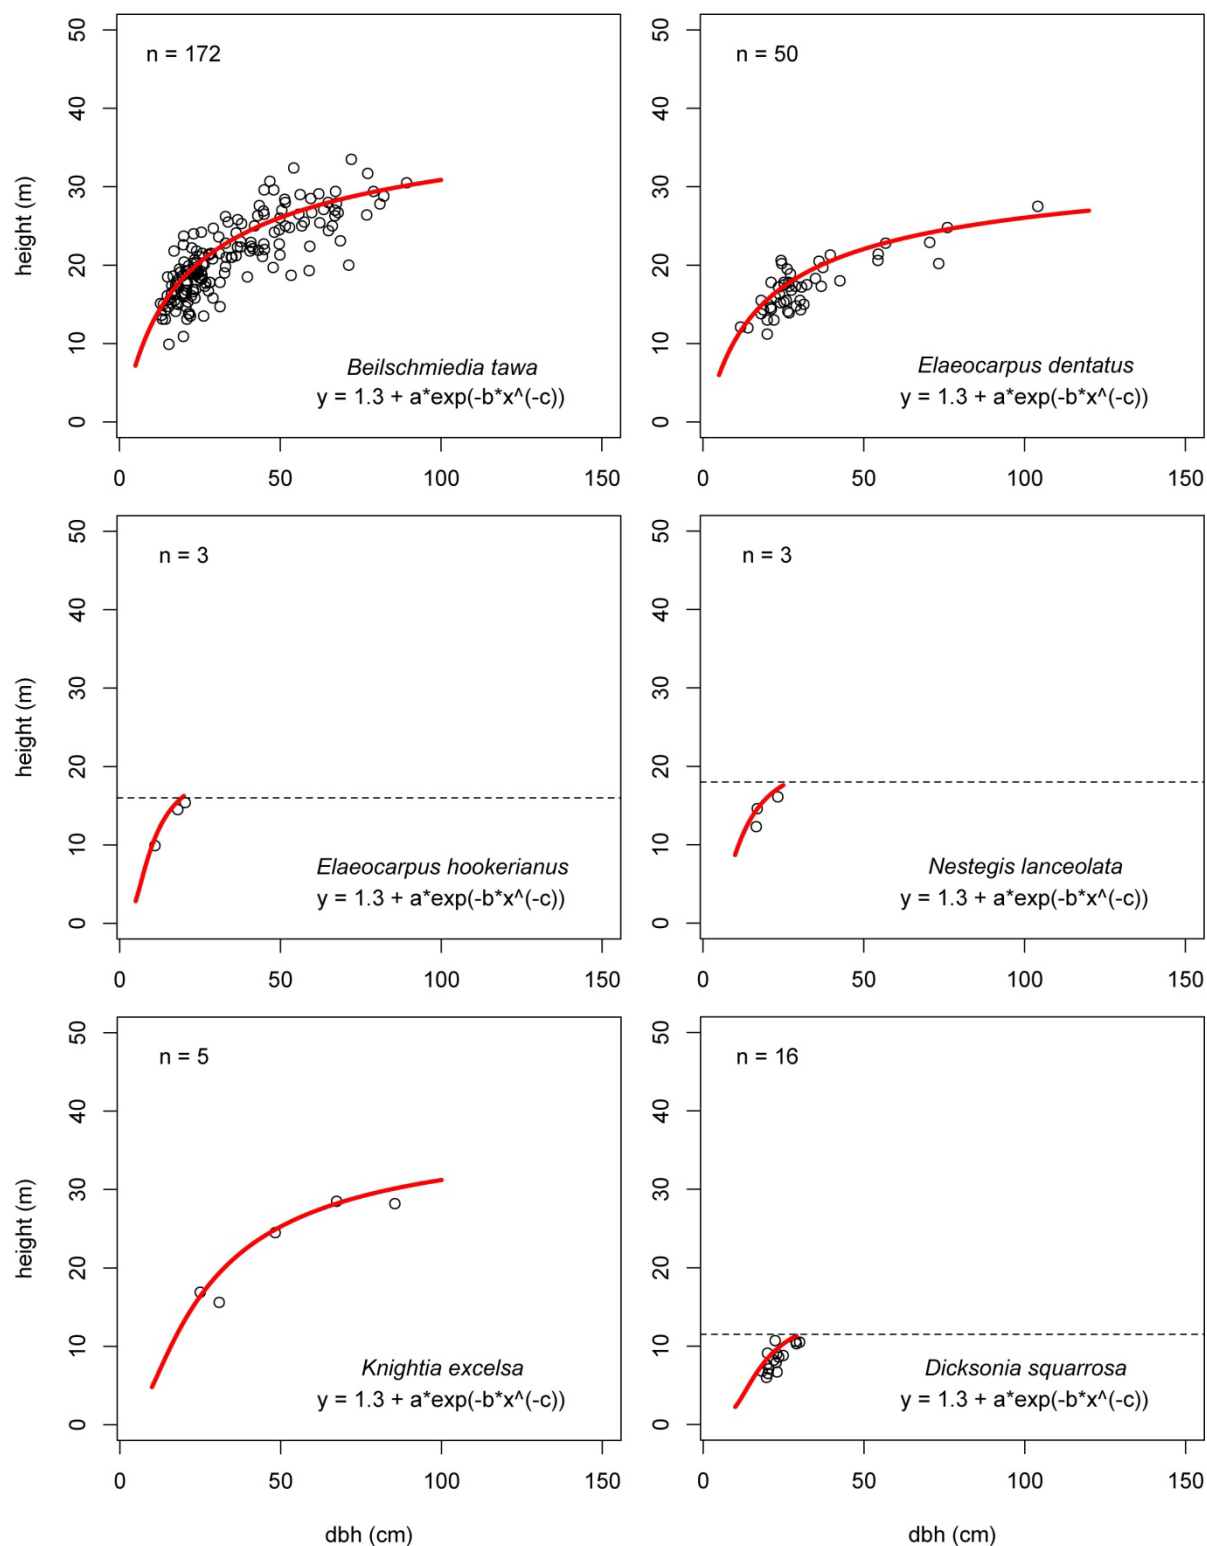 n = 172
height (m)
50
40
30
20
10
0
Beilschmiedia tawa
y = 1.3 + a*exp(-b*x^(-c))
0
50
100
150
n = 50
50
40
30
20
10
0
Elaeocarpus dentatus
y = 1.3 + a*exp(-b*x^(-c))
0
50
100
150
n = 3
height (m)
50
40
30
20
10
0
Elaeocarpus hookerianus
y = 1.3 + a*exp(-b*x^(-c))
0
50
100
150
n = 3
50
40
30
20
10
0
Nestegis lanceolata
y = 1.3 + a*exp(-b*x^(-c))
0
50
100
150
n = 5
height (m)
50
40
30
20
10
0
Knightia excelsa
y = 1.3 + a*exp(-b*x^(-c))
0
50
100
150
dbh (cm)
n = 16
50
40
30
20
10
0
Dicksonia squarrosa
y = 1.3 + a*exp(-b*x^(-c))
0
50
100
150
dbh (cm)